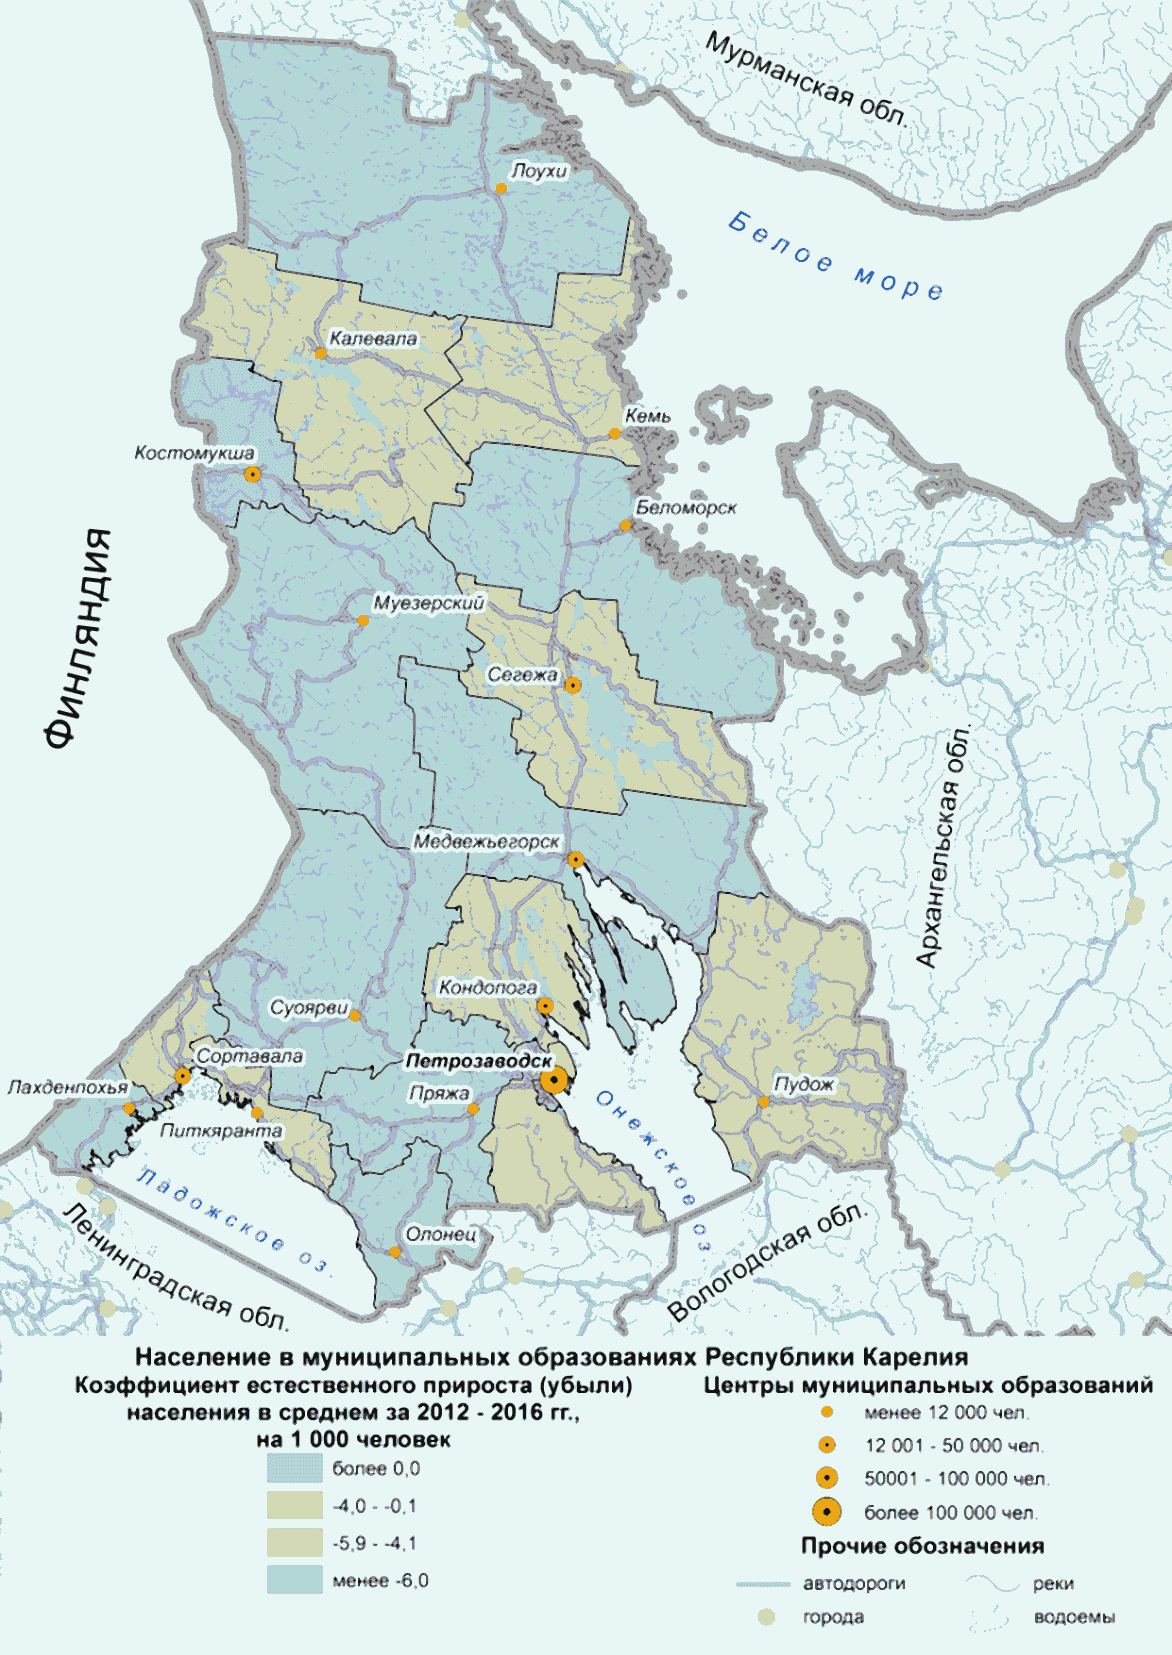 Мурманская обл.
Лоухи
Белое море
Калевала
Кемь
Костомукша
Беломорск
Финляндия
Муезерский
Сегежа
Архангельская обл.
Медвежьегорск
Кондопога
Суоярви
Сортавала
Петрозаводск
Лахденпохья
Пряжа
Пудож
Онежское оз.
Питкяранта
Ладожское оз.
Олонец
Ленинградская обл.
Вологодская обл.
Население в муниципальных образованиях Республики Карелия
Коэффициент естественного прироста (убыли)
населения в среднем за 2012 - 2016 гг.,
на 1 000 человек
более 0,0
-4,0 - -0,1
-5,9 - -4,1
менее -6,0
Центры муниципальных образований
менее 12 000 чел.
12 001 - 50 000 чел.
50001 - 100 000 чел.
более 100 000 чел.
Прочие обозначения
автодороги
реки
города
водоемы